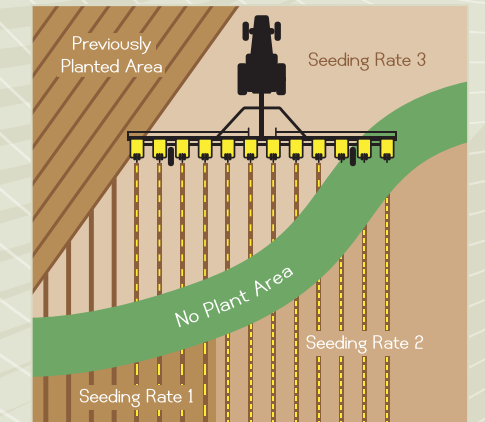 Previously
Planted Area
Seeding Rate 3
No Plant Area
Seeding Rate 2
Seeding Rate 1